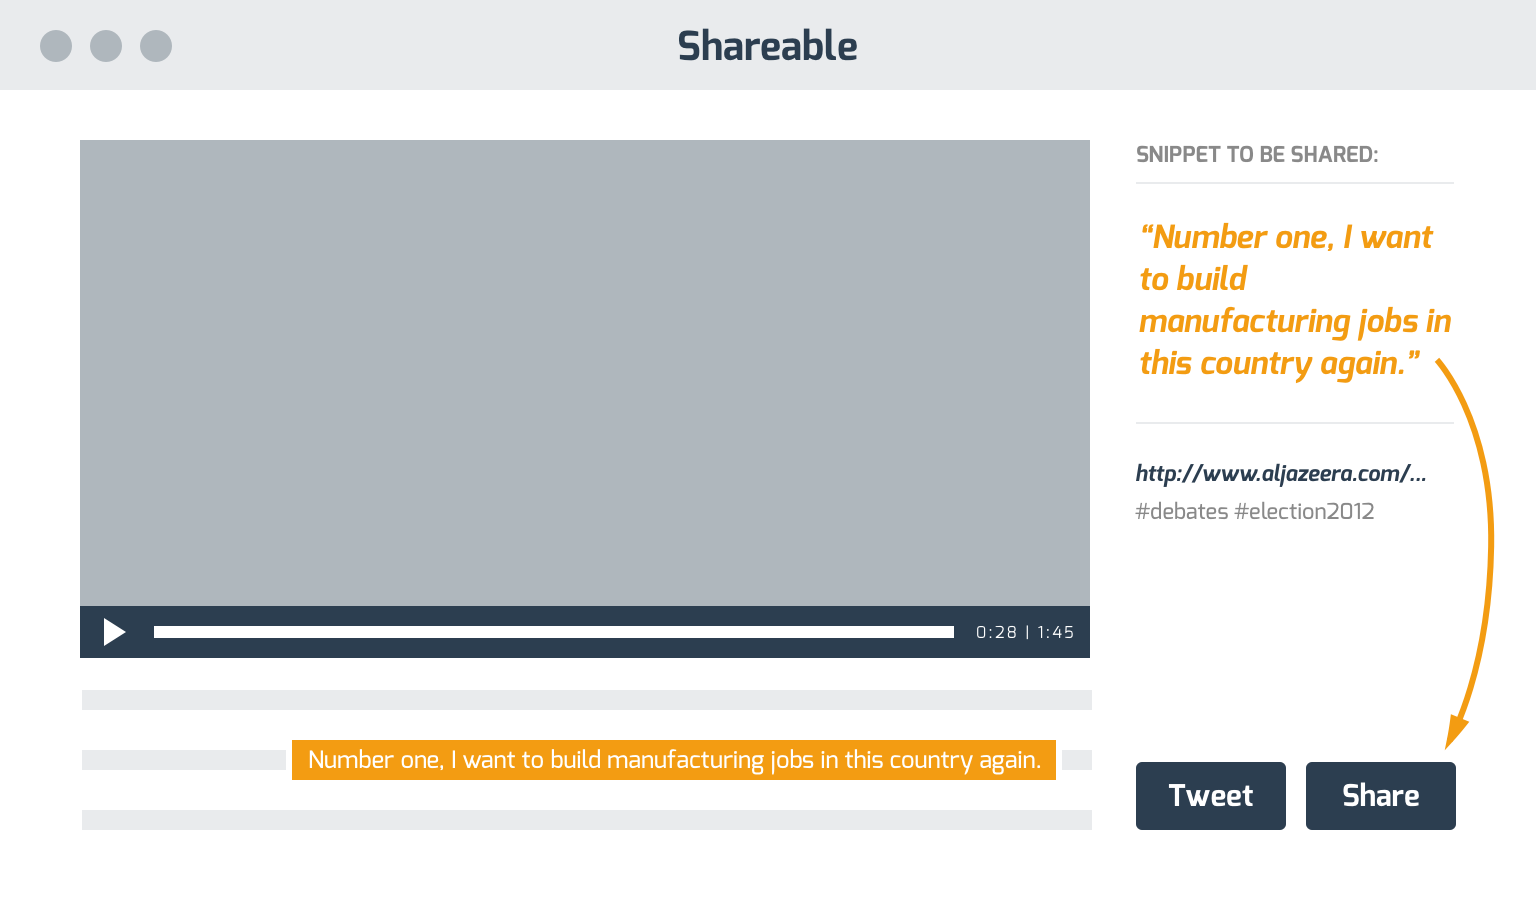 Shareable
SNIPPET TO BE SHARED:
“Number one, I want
to build
manufacturing jobs in
this country again.”
http://www.aljazeera.com/...
#debates #election2012
0:28 | 1:45
Number one, I want to build manufacturing jobs in this country again.
Tweet
Share